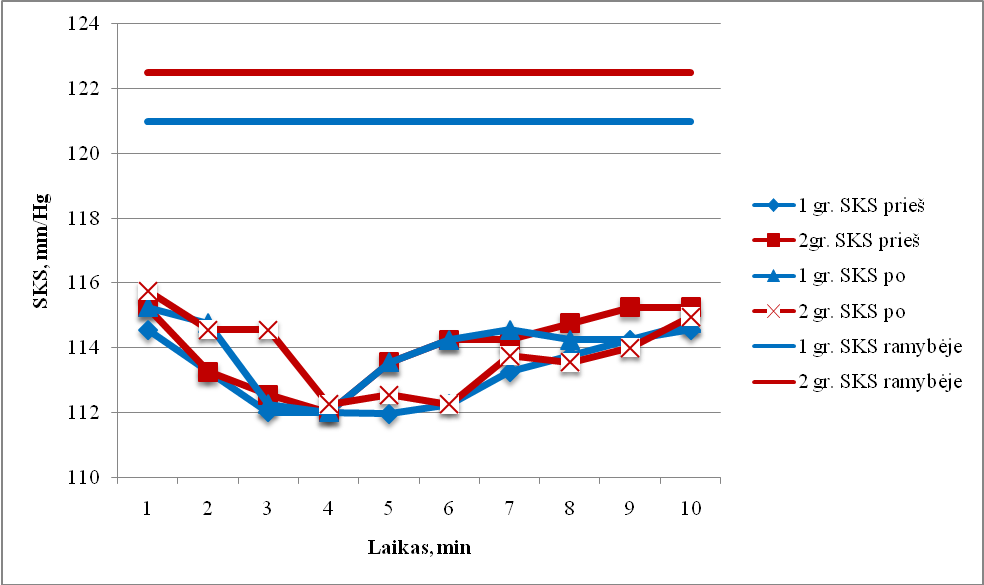 124
122
120
118
116
114
112
110
SKS, mm/Hg
1 2 3 4 5 6 7 8 9 10
Laikas, min
1 gr. SKS prieš
2gr. SKS prieš
1 gr. SKS po
2 gr. SKS po
1 gr. SKS ramybėje
2 gr. SKS ramybėje